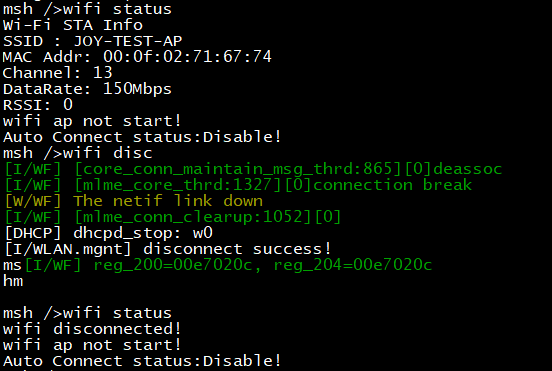 msh />wifi status
Wi-Fi STA Info
SSID : JOY-TEST-AP
MAC Addr: 00:0f:02:71:67:74
Channel: 13
DataRate: 150Mbps
RSSI: 0
wifi ap not start!
Auto Connect status:Disable!
msh />wifi disc
[I/WF] [core_conn_maintain_msg_thrd:865][0]deassoc
[I/WF] [mlme_core_thrd:1327][0]connection break
[W/WF] The netif link down
[I/WF] [mlme_conn_clearup:1052][0]
[DHCP] dhcpd_stop: w0
[I/WLAN.mgnt] disconnect success!
ms[I/WF] reg_200=00e7020c, reg_204=00e7020c
hm
msh />wifi status
wifi disconnected!
wifi ap not start!
Auto Connect status:Disable!